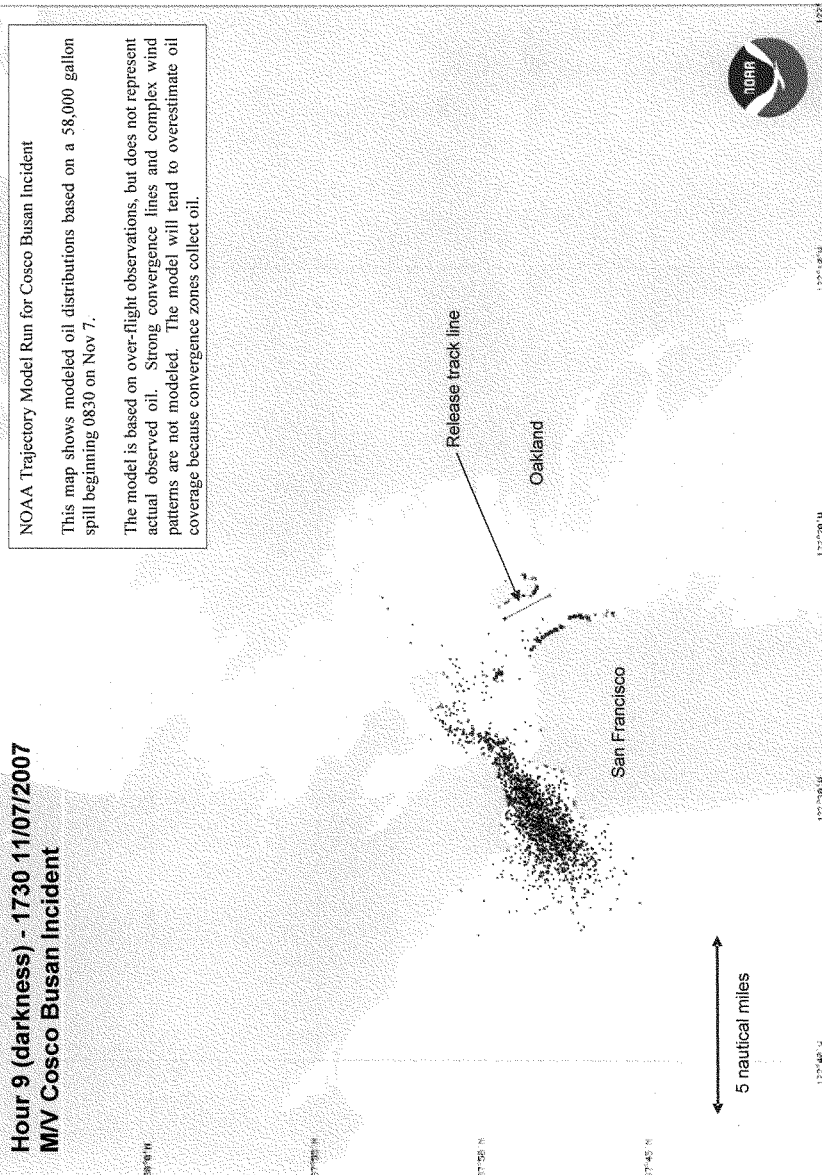 Hour 9 (darkness) - 1730 11/07/2007
M/V Cosco Busan Incident
NOAA Trajectory Model Run for Cosco Busan Incident
This map shows modeled oil distributions based on a 58,000 gallon
spill beginning 0830 on Nov 7.
The model is based on over-flight observations, but does not represent
actual observed oil. Strong convergence lines and complex wind
patterns are not modeled. The model will tend to overestimate oil
coverage because convergence zones collect oil.
Release track line
Oakland
San Francisco
5 nautical miles
NOAA